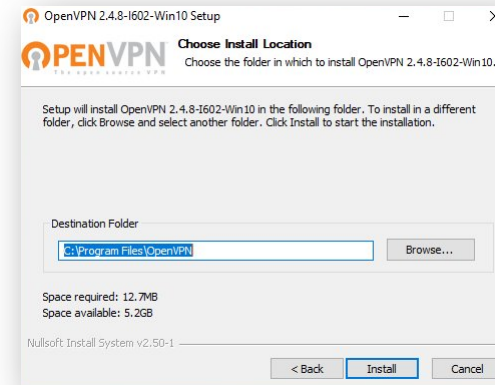 OpenVPN 2.4.8-I602-Win10 Setup
OPENVPN
The open source VPN
Choose Install Location
Choose the folder in which to install OpenVPN 2.4.8-I602-Win10.
Setup will install OpenVPN 2.4.8-I602-Win10 in the following folder. To install in a different
folder, click Browse and select another folder. Click Install to start the installation.
Destination Folder
C:\Program Files\OpenVPN
Browse...
Space required: 12.7MB
Space available: 5.2GB
Nullsoft Install System v2.50-1
< Back
Install
Cancel